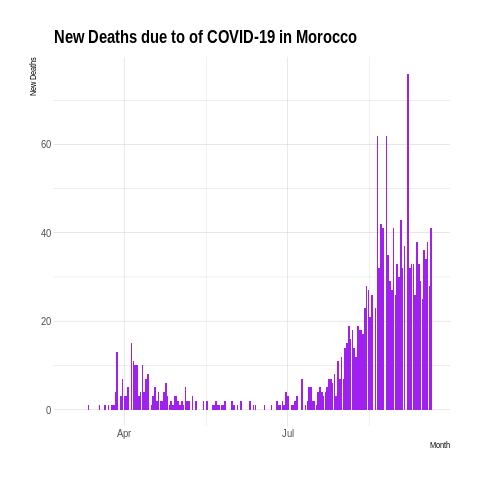 New Deaths due to of COVID-19 in Morocco
New Deaths
60
40
20
0
Apr
Jul
Month